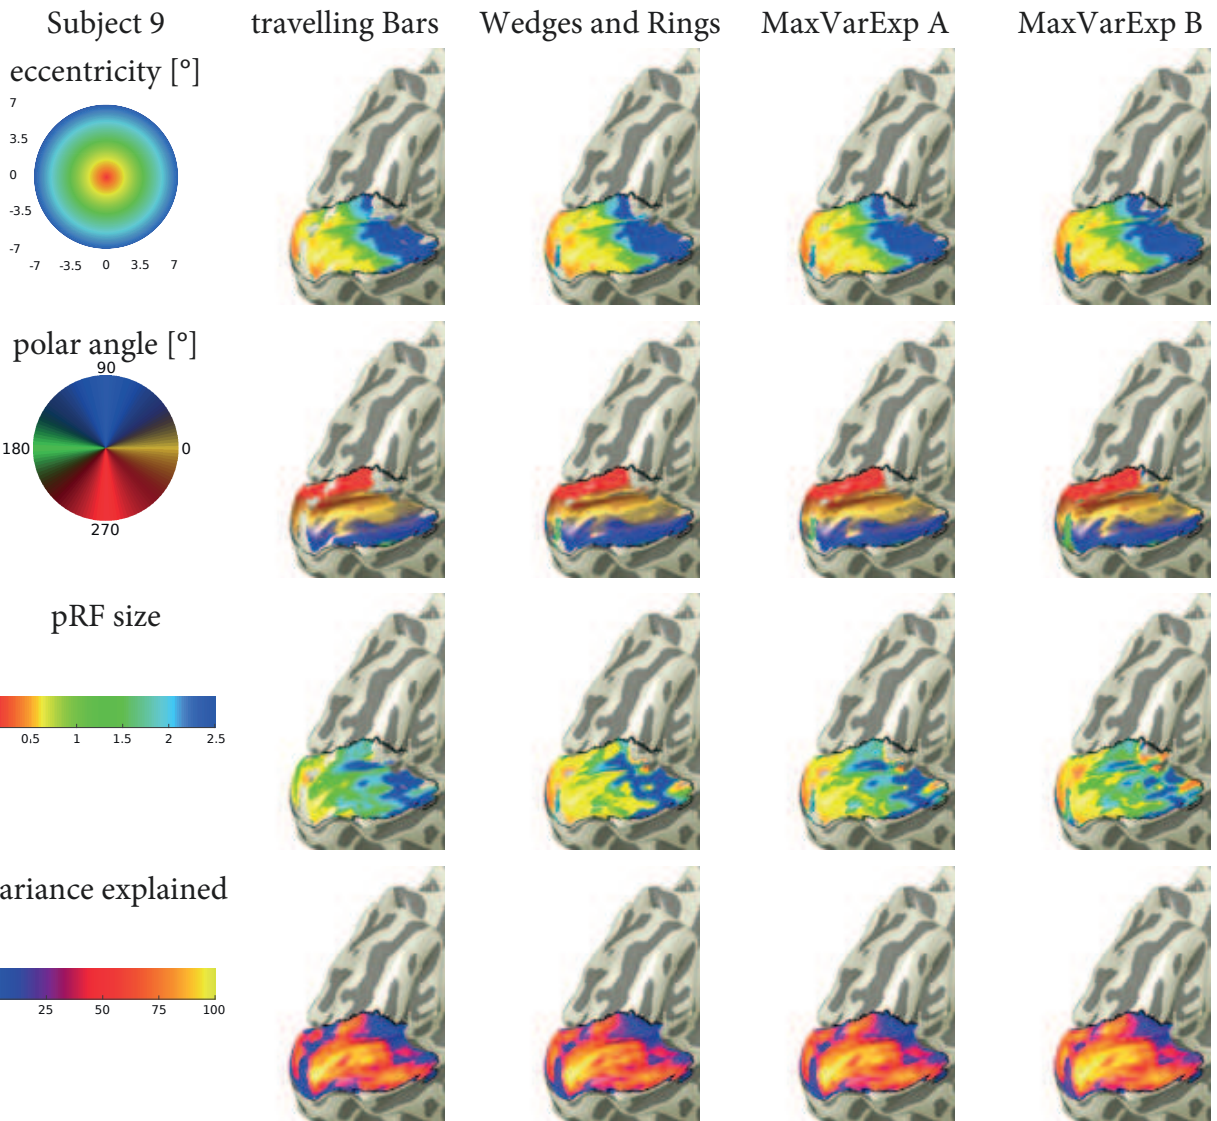 Subject 9 travelling Bars Wedges and Rings MaxVarExp A MaxVarExp B
eccentricity [°]
7
3.5
0
-3.5
-7
-7 -3.5 0 3.5 7
polar angle [°]
90
180 0
270
pRF size
0.5 1 1.5 2 2.5
ariance explained
25 50 75 100